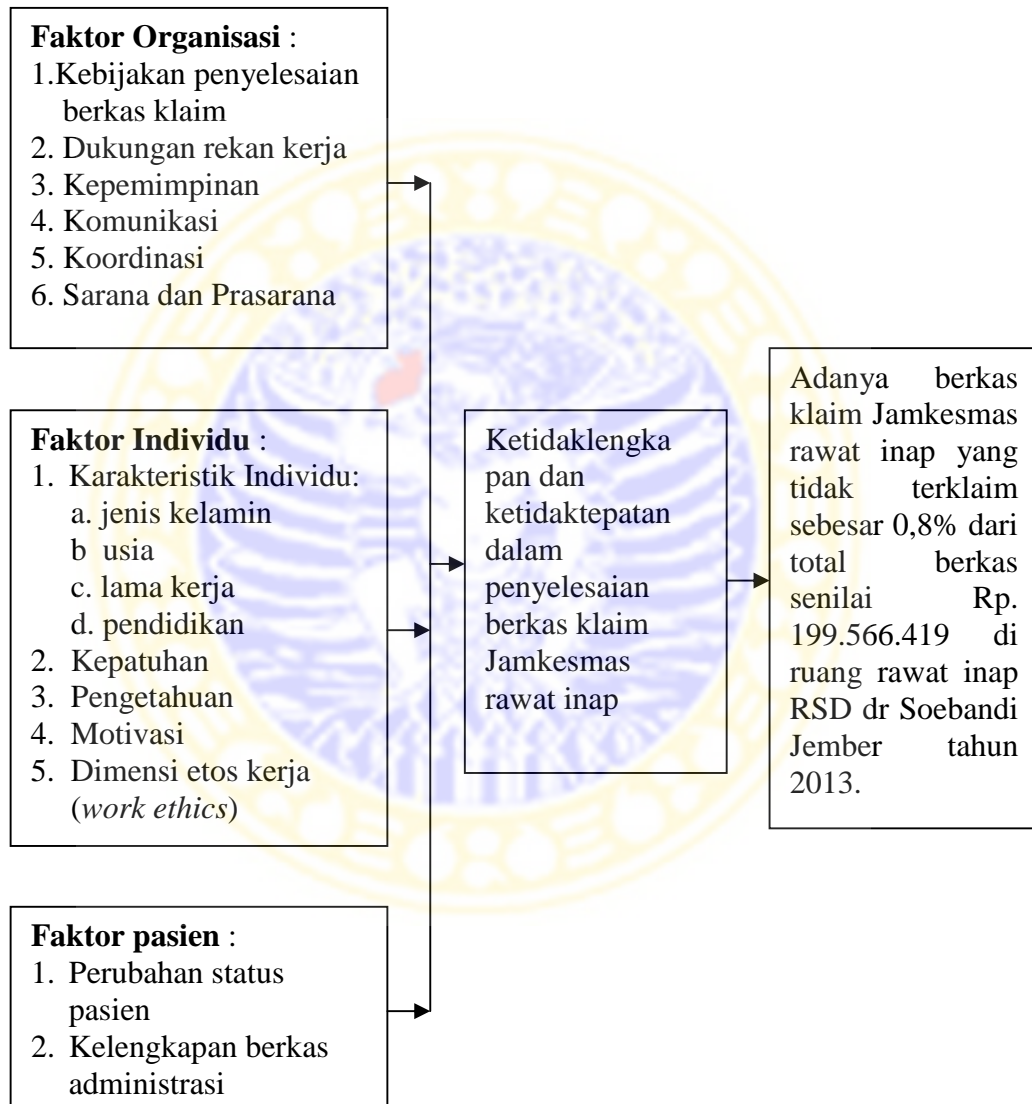 Faktor Organisasi :
1.Kebijakan penyelesaian
berkas klaim
2. Dukungan rekan kerja
3. Kepemimpinan
4. Komunikasi
5. Koordinasi
6. Sarana dan Prasarana
Faktor Individu :
1. Karakteristik Individu:
a. jenis kelamin
b usia
c. lama kerja
d. pendidikan
2. Kepatuhan
3. Pengetahuan
4. Motivasi
5. Dimensi etos kerja
(work ethics)
Faktor pasien :
1. Perubahan status
pasien
2. Kelengkapan berkas
administrasi
Ketidaklengka
pan dan
ketidaktepatan
dalam
penyelesaian
berkas klaim
Jamkesmas
rawat inap
Adanya berkas
klaim Jamkesmas
rawat inap yang
tidak terklaim
sebesar 0,8% dari
total berkas
senilai Rp.
199.566.419 di
ruang rawat inap
RSD dr Soebandi
Jember tahun
2013.